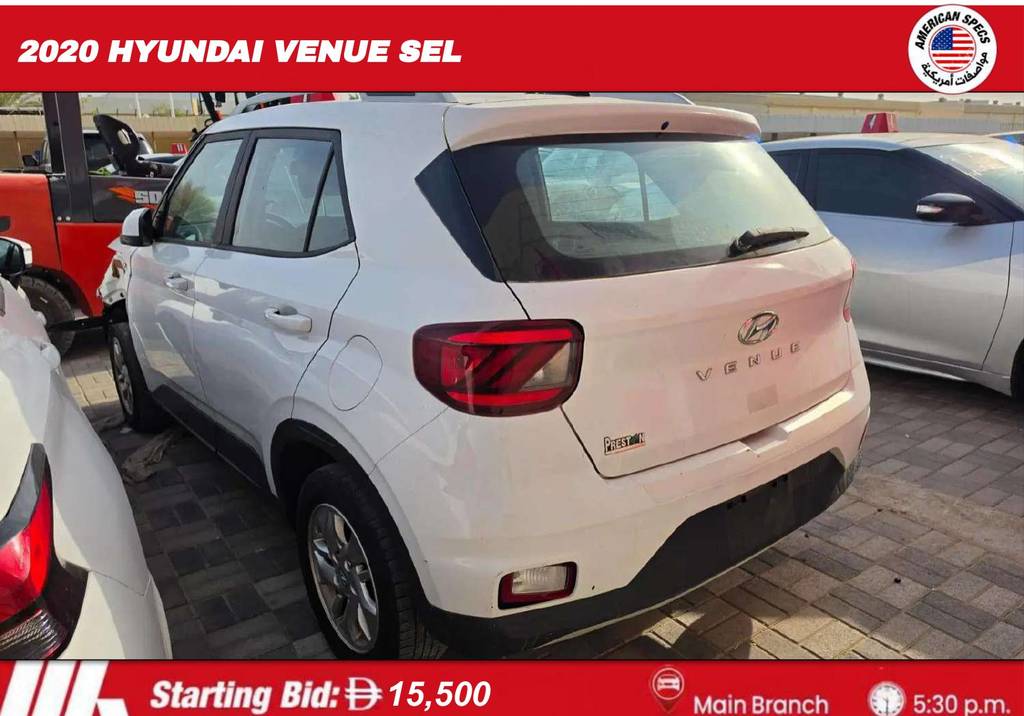 2020 HYUNDAI VENUE SEL
AMERICAN SPECS
مواصفات أمريكية
VENUE
PRESTON
Starting Bid: 15,500
Main Branch
5:30 p.m.